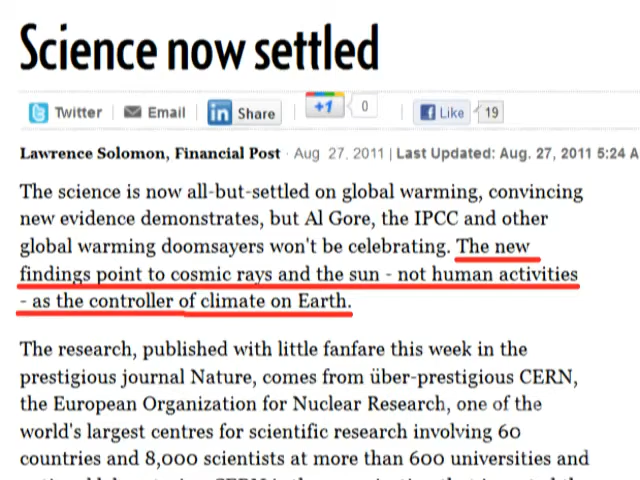 Science now settled
Twitter | Email | Share | +1 0 | Like 19
Lawrence Solomon, Financial Post · Aug 27, 2011 | Last Updated: Aug. 27, 2011 5:24 A
The science is now all-but-settled on global warming, convincing
new evidence demonstrates, but Al Gore, the IPCC and other
global warming doomsayers won't be celebrating. The new
findings point to cosmic rays and the sun - not human activities
- as the controller of climate on Earth.
The research, published with little fanfare this week in the
prestigious journal Nature, comes from über-prestigious CERN,
the European Organization for Nuclear Research, one of the
world's largest centres for scientific research involving 60
countries and 8,000 scientists at more than 600 universities and